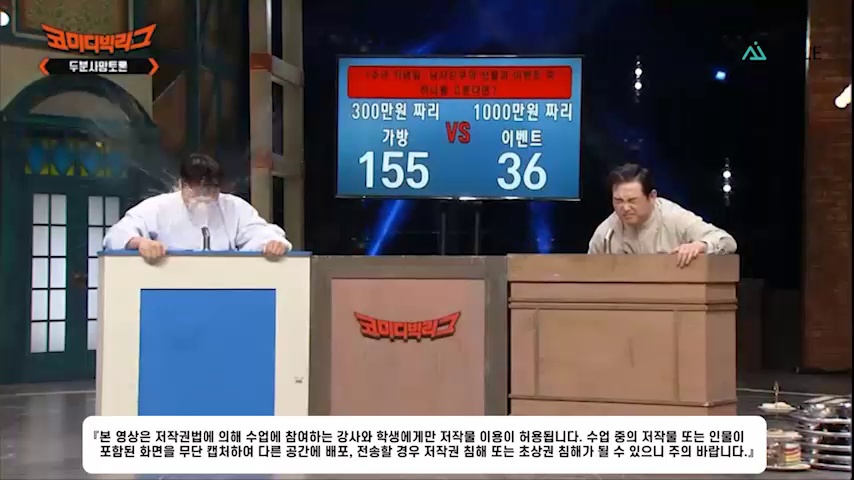 코미디빅리그
두분사망토론
300만원 짜리
가방
155
VS
1000만원 짜리
이벤트
36
코미디빅리그
『본 영상은 저작권법에 의해 수업에 참여하는 강사와 학생에게만 저작물 이용이 허용됩니다. 수업 중의 저작물 또는 인물이
포함된 화면을 무단 캡처하여 다른 공간에 배포, 전송할 경우 저작권 침해 또는 초상권 침해가 될 수 있으니 주의 바랍니다.』